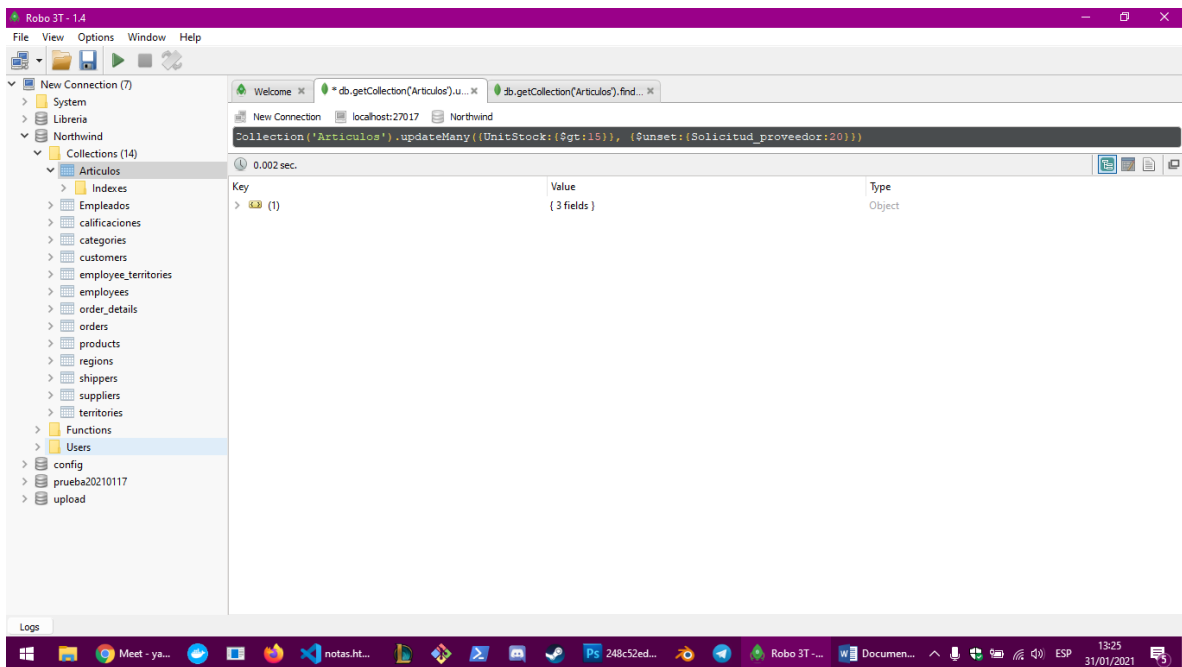 Robo 3T - 1.4
File View Options Window Help
New Connection (7)
System
Libreria
Northwind
Collections (14)
Articulos
Indexes
Empleados
calificaciones
categories
customers
employee_territories
employees
order_details
orders
products
regions
shippers
suppliers
territories
Functions
Users
config
prueba20210117
upload
Welcome * db.getCollection('Articulos').u... db.getCollection('Articulos').find...
New Connection localhost:27017 Northwind
Collection('Articulos').updateMany({UnitStock:{$gt:15}}, {$unset:{Solicitud_proveedor:20}})
0.002 sec.
Key Value Type
(1) { 3 fields } Object
Logs
Meet - ya... notas.ht... Ps 248c52ed... Robo 3T -... Documen... ESP 13:25
31/01/2021 5